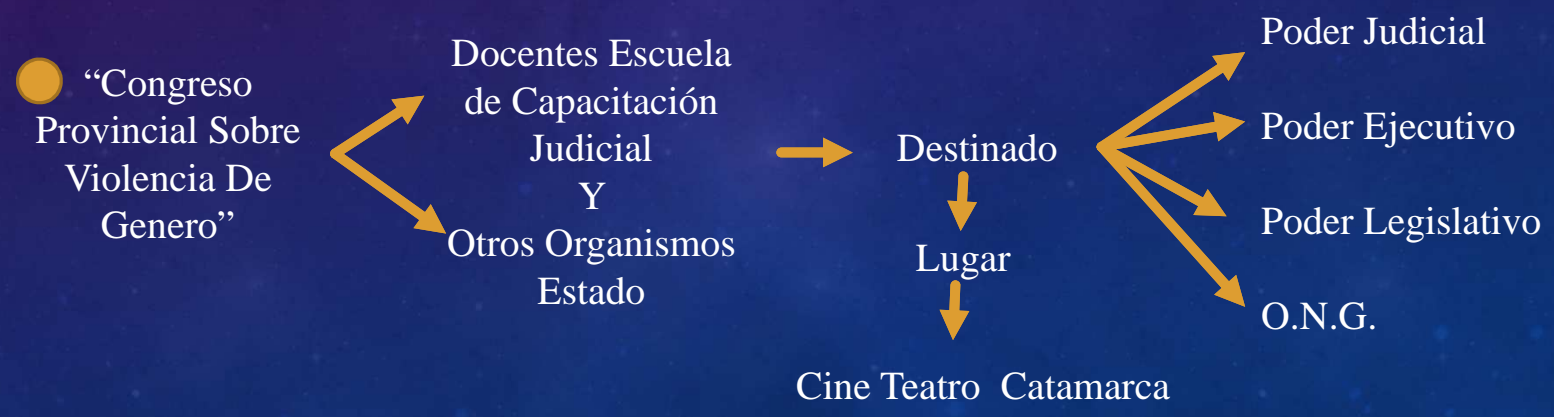 “Congreso
Provincial Sobre
Violencia De
Genero”
Docentes Escuela
de Capacitación
Judicial
Y
Otros Organismos
Estado
Destinado
Lugar
Cine Teatro Catamarca
Poder Judicial
Poder Ejecutivo
Poder Legislativo
O.N.G.